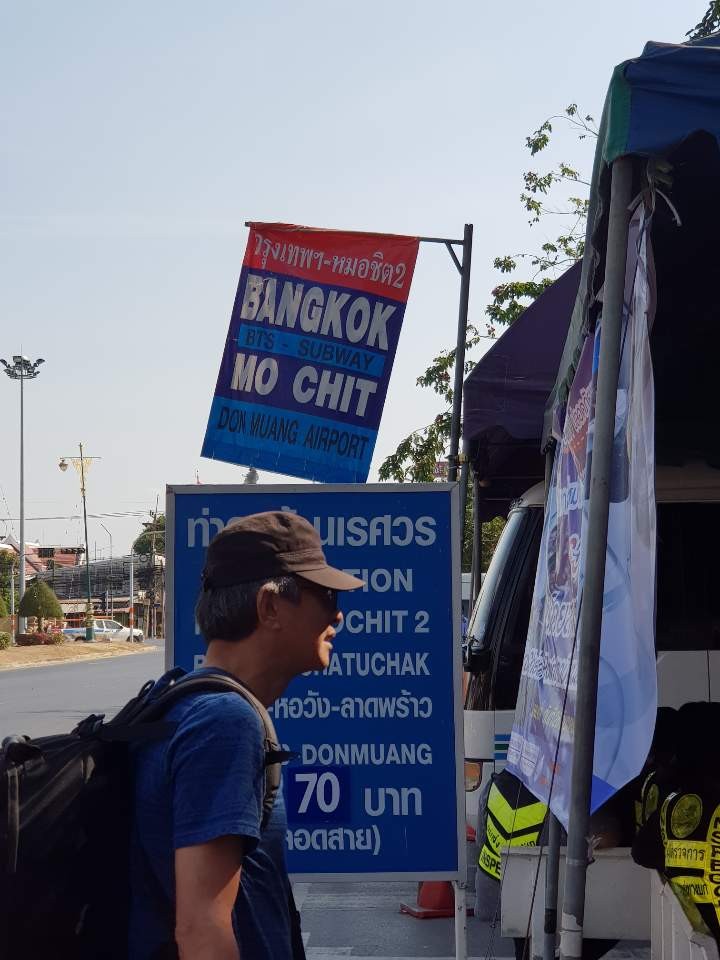 กรุงเทพฯ-หมอชิต2
BANGKOK
BTS - SUBWAY
MO CHIT
DON MUANG AIRPORT
นเรศวร
TION
OCHIT 2
CHATUCHAK
หอวัง-ลาดพร้าว
DONMUANG
70 บาท
ลอดสาย)